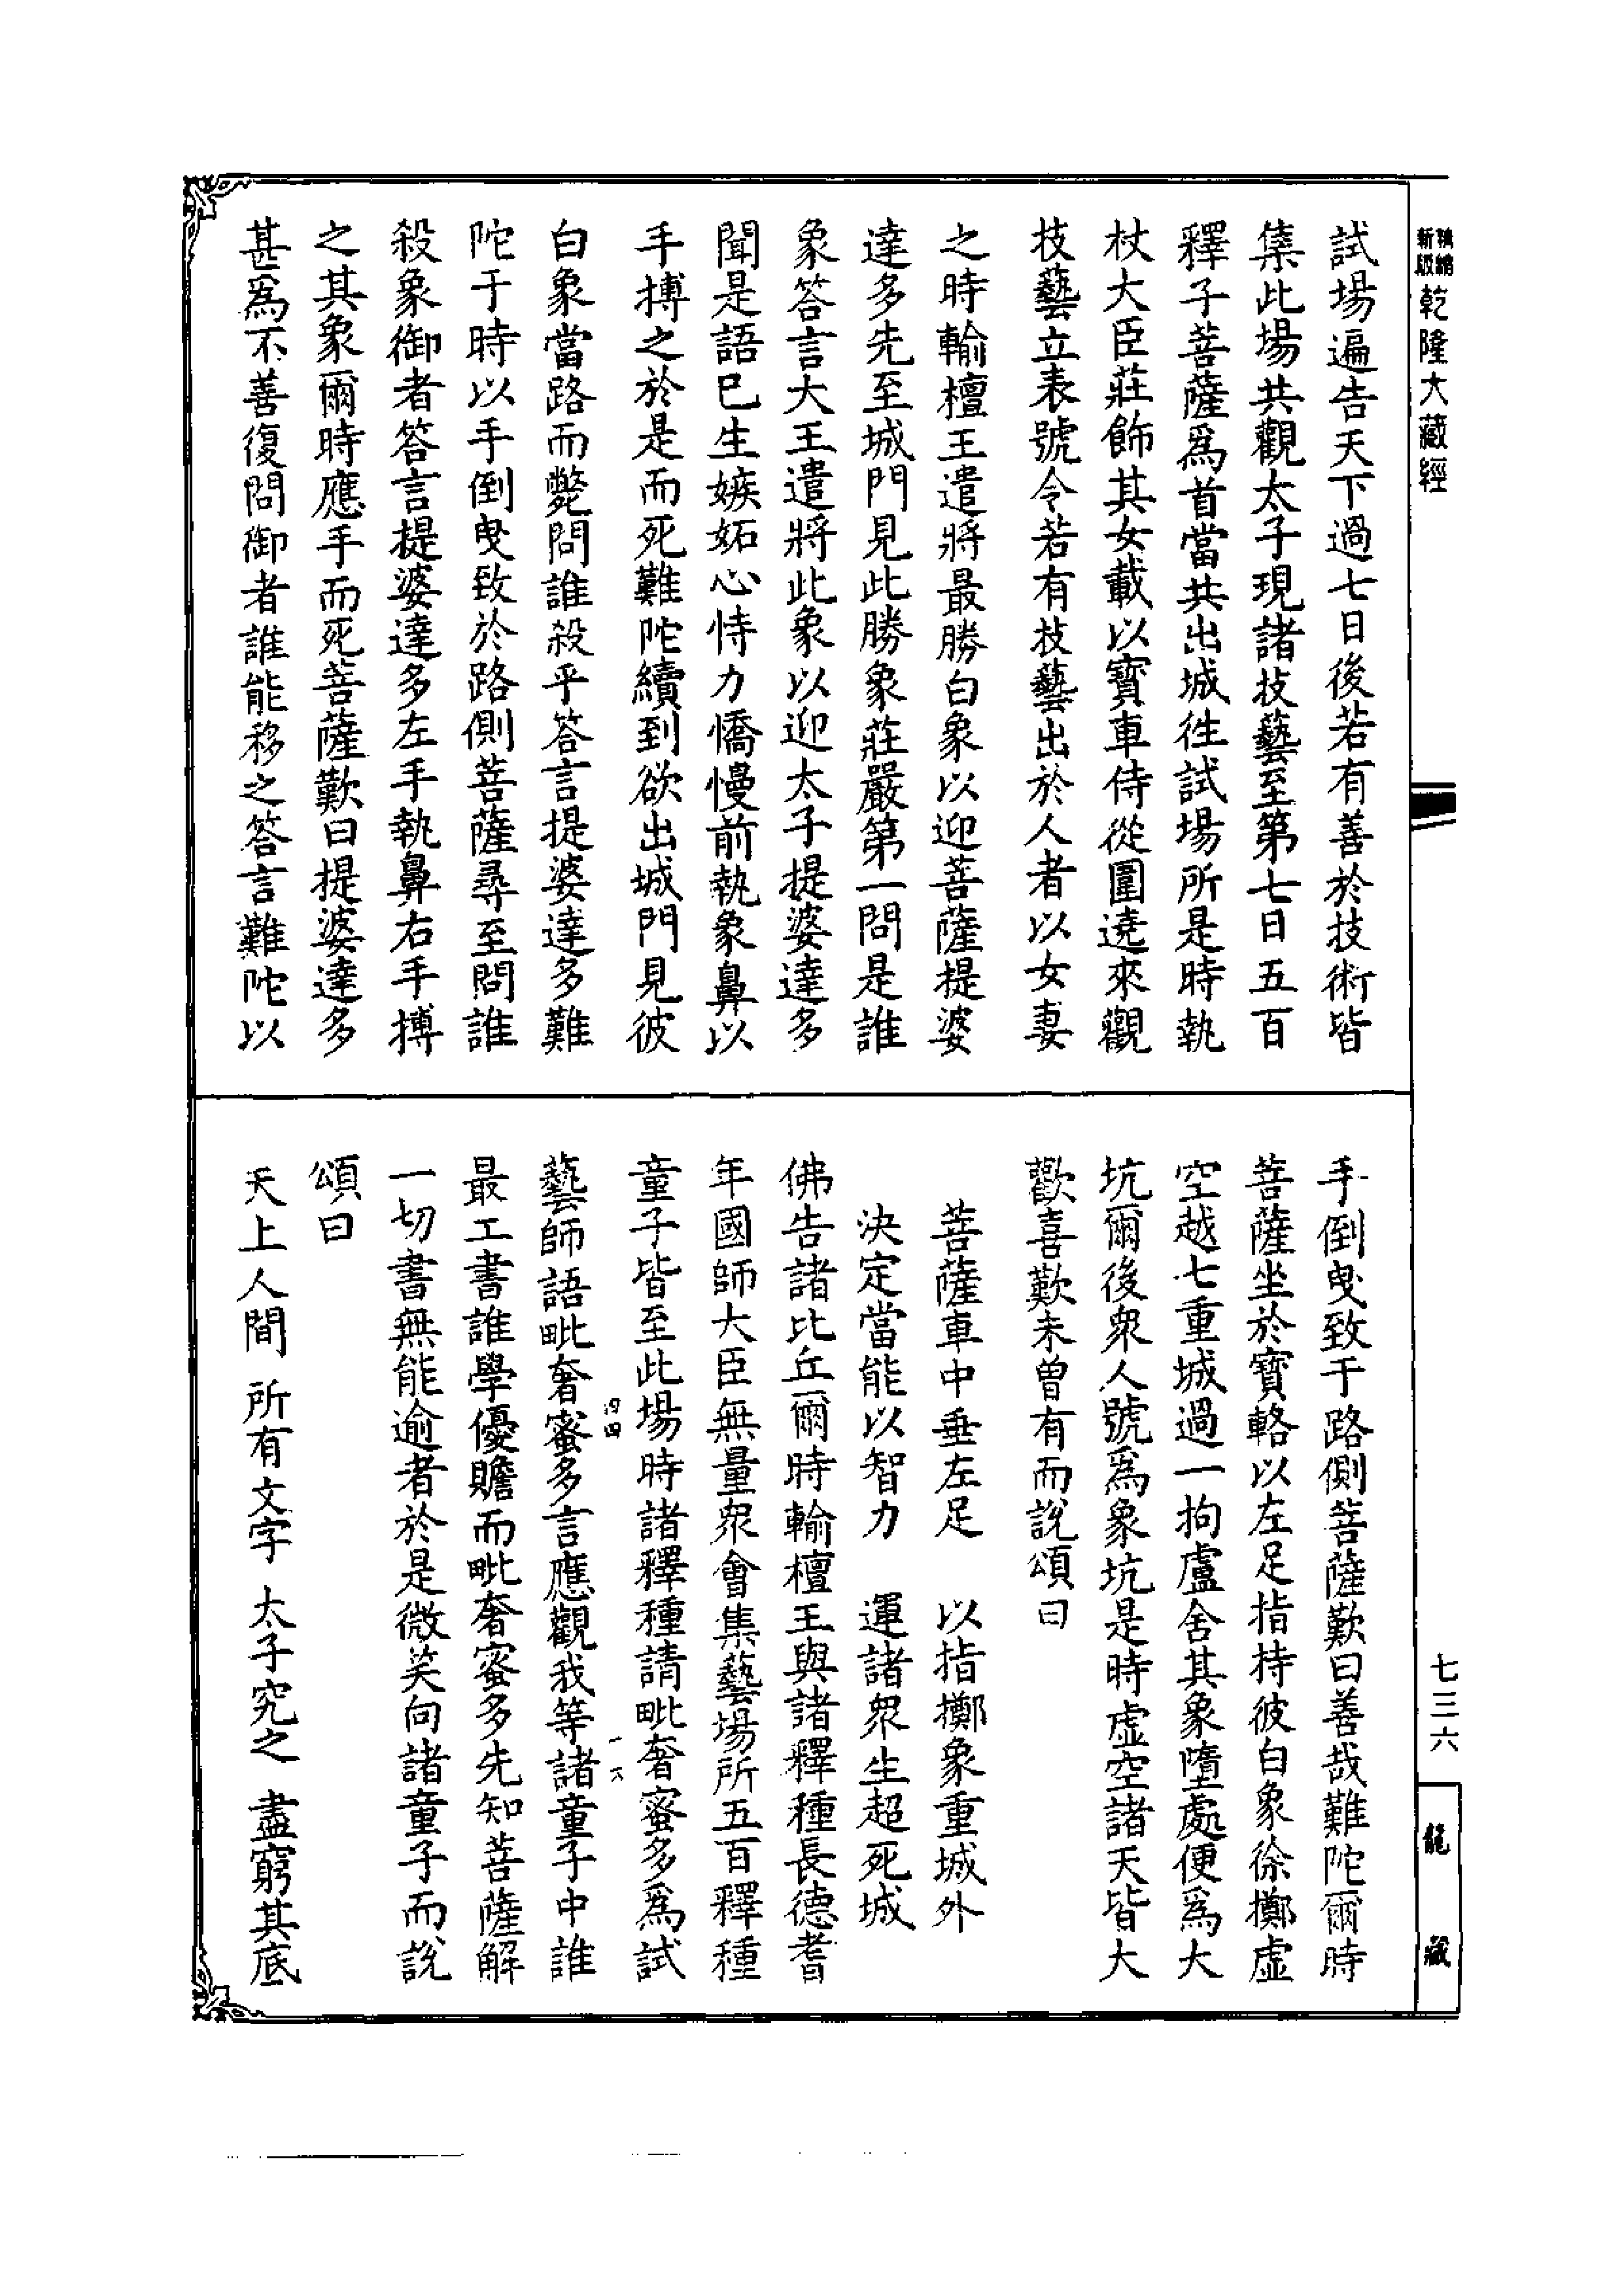 新版
精縮
乾隆大藏經
試場遍告天下過七日後若有善於技術皆
集此場共觀太子現諸技藝至第七日五百
釋子菩薩爲首當共出城徃試場所是時執
杖大臣莊飾其女載以寶車侍從圍遶來觀
技藝立表號令若有技藝出於人者以女妻
之時輸檀王遣將最勝白象以迎菩薩提婆
達多先至城門見此勝象莊嚴第一問是誰
象答言大王遣將此象以迎太子提婆達多
聞是語已生嫉妬心恃力憍慢前執象鼻以
手搏之於是而死難陀續到欲出城門見彼
白象當路而斃問誰殺乎答言提婆達多難
陀于時以手倒曳致於路側菩薩尋至問誰
殺象御者答言提婆達多左手執鼻右手搏
之其象爾時應手而死菩薩歎曰提婆達多
甚爲不善復問御者誰能移之答言難陀以
手倒曳致于路側菩薩歎曰善哉難陀爾時
菩薩坐於寶輅以左足指持彼白象徐擲虛
空越七重城過一拘盧舍其象墮處便爲大
坑爾後衆人號爲象坑是時虛空諸天皆大
歡喜歎未曾有而說頌曰
菩薩車中垂左足　以指擲象重城外
決定當能以智力　運諸衆生超死城
佛告諸比丘爾時輸檀王與諸釋種長德耆
年國師大臣無量衆會集藝場所五百釋種
童子皆至此場時諸釋種請毗奢蜜多爲試
藝師語毗奢蜜多言應觀我等諸童子中誰
最工書誰學優贍而毗奢蜜多先知菩薩解
一切書無能逾者於是微笑向諸童子而說
頌曰
天上人間　所有文字　太子究之　盡窮其底
一六
七三六
龍藏